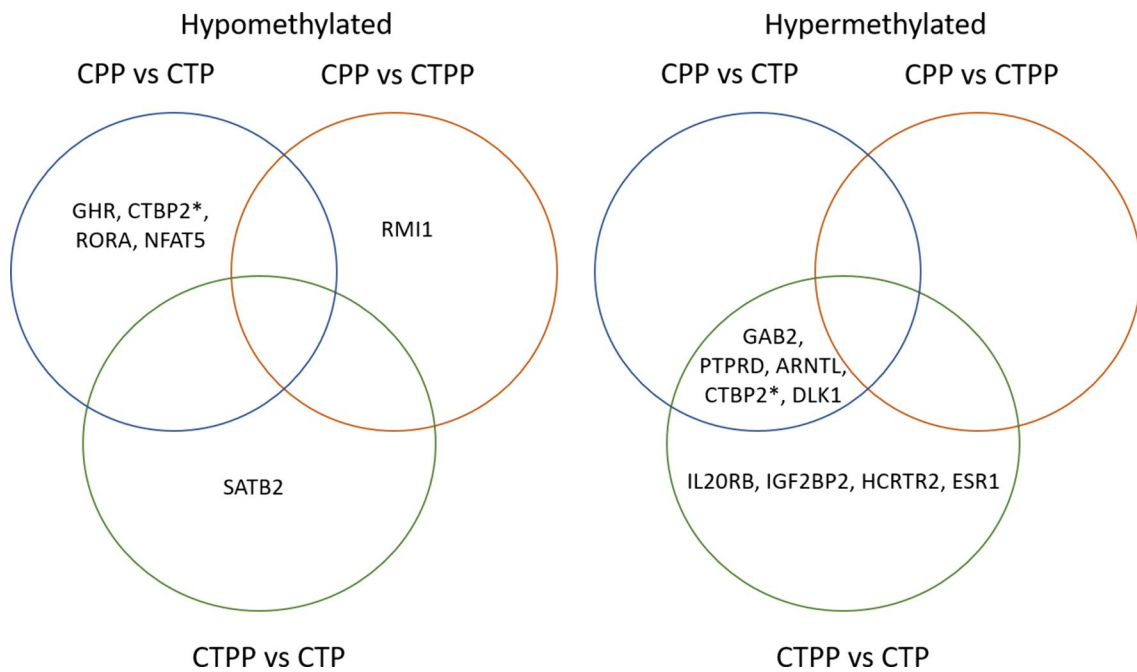 Hypomethylated
CPP vs CTP
CPP vs CTPP
GHR, CTBP2*,
RORA, NFAT5
RMI1
SATB2
CTPP vs CTP
Hypermethylated
CPP vs CTP
CPP vs CTPP
GAB2,
PTPRD, ARNTL,
CTBP2*, DLK1
IL20RB, IGF2BP2, HCRTR2, ESR1
CTPP vs CTP